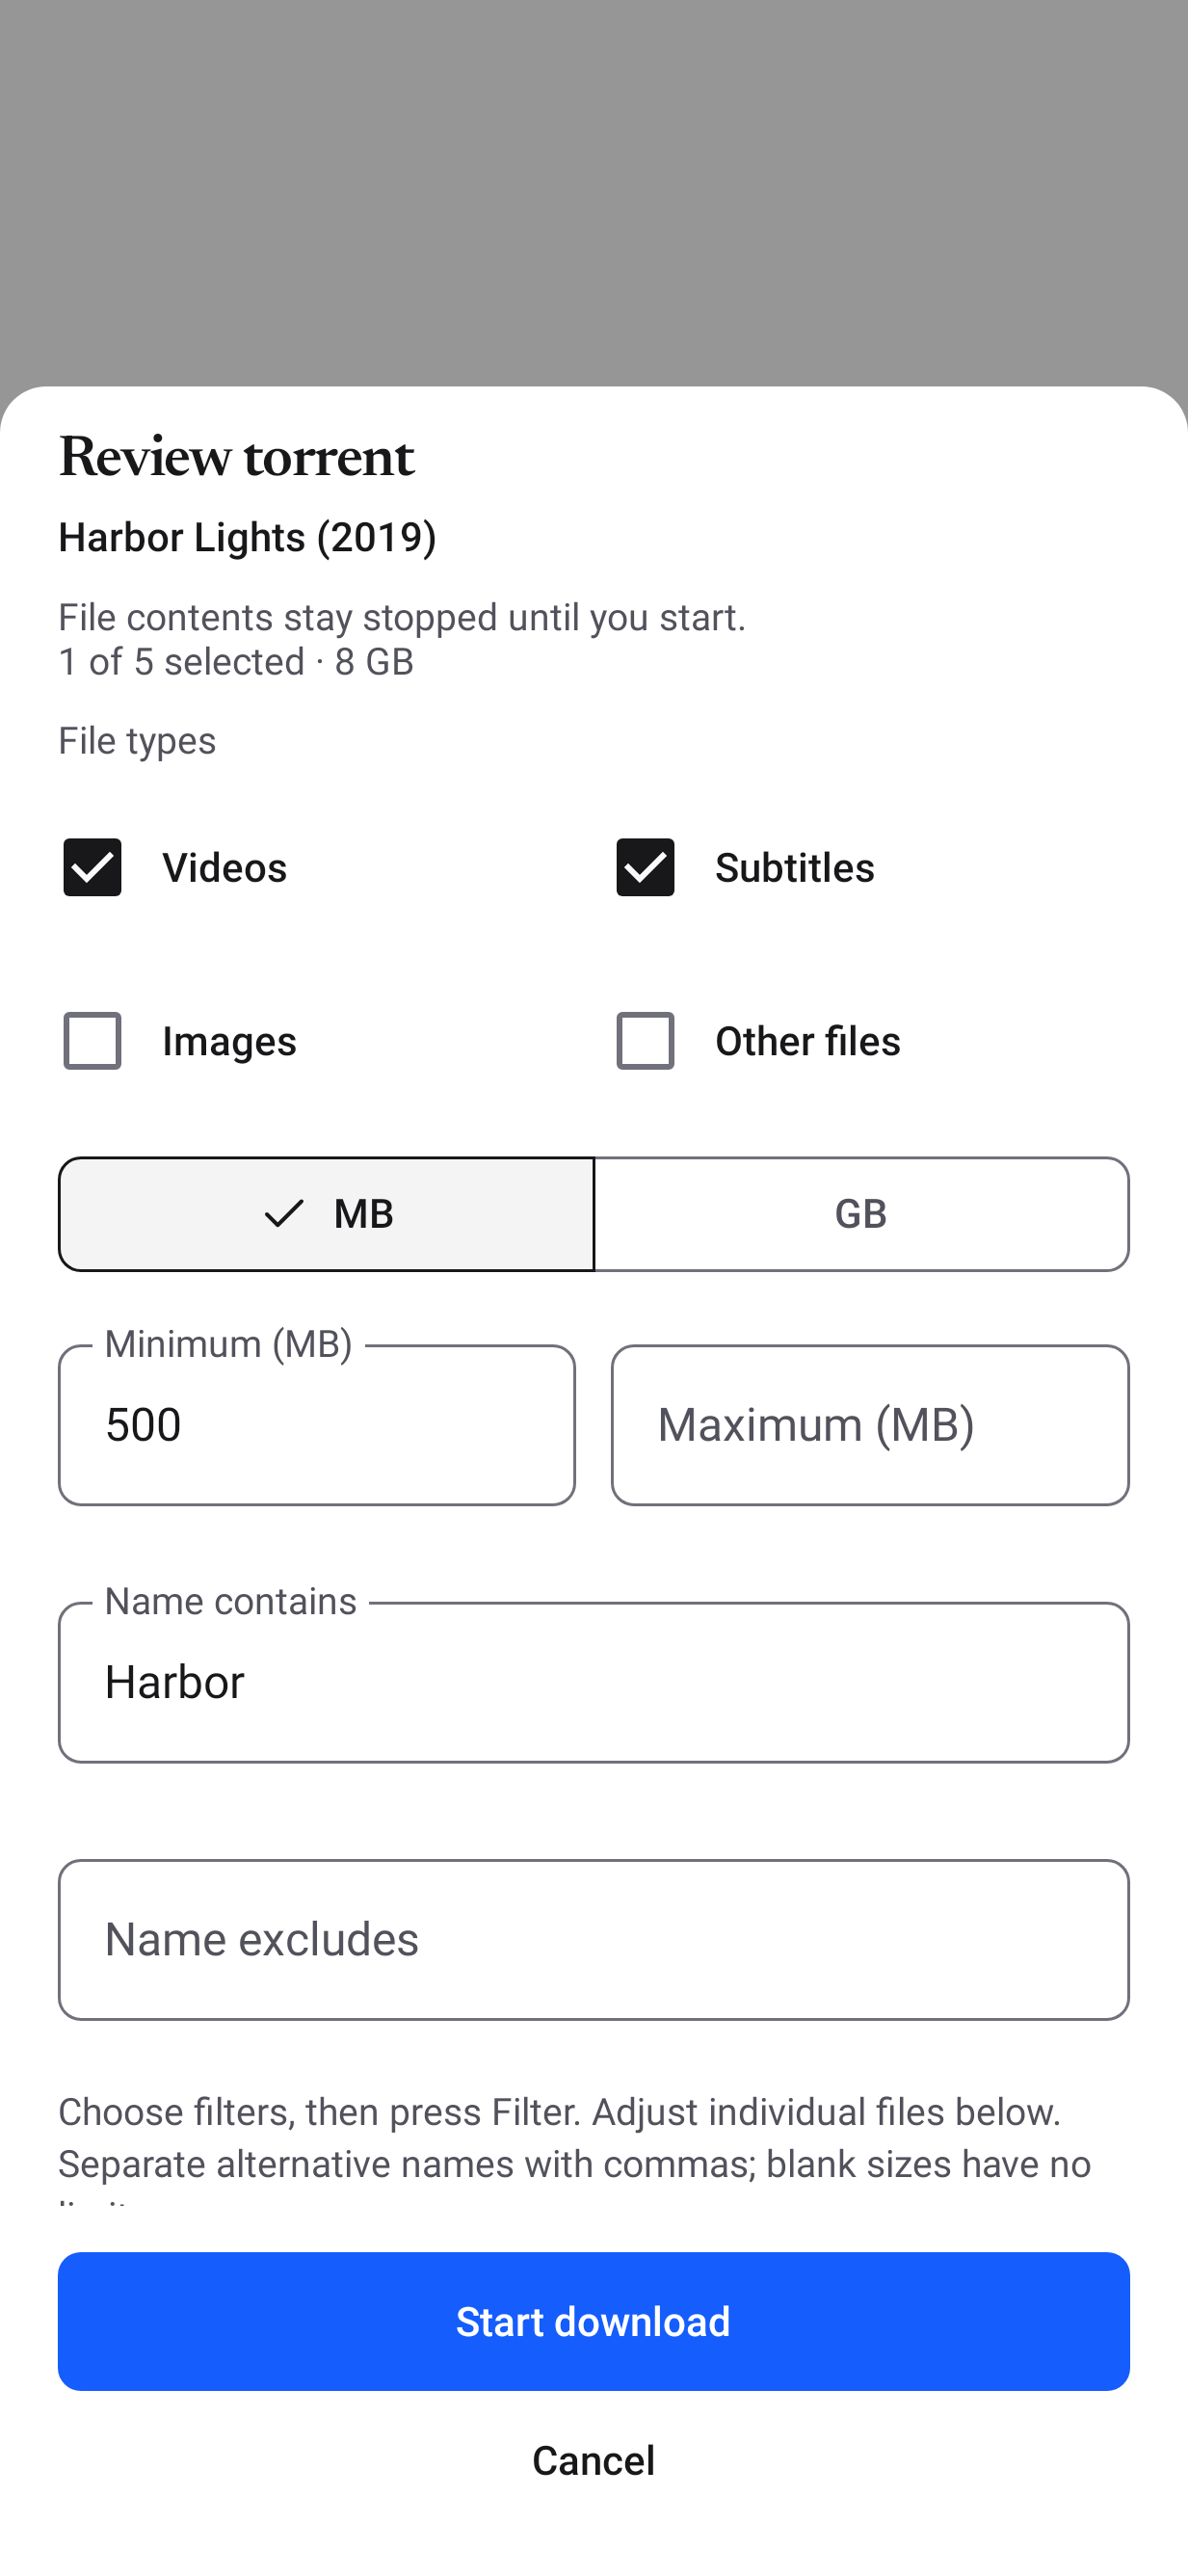 Review torrent
Harbor Lights (2019)
File contents stay stopped until you start.
1 of 5 selected · 8 GB
File types
Videos
Subtitles
Images
Other files
MB
GB
Minimum (MB)
500
Maximum (MB)
Name contains
Harbor
Name excludes
Choose filters, then press Filter. Adjust individual files below.
Separate alternative names with commas; blank sizes have no
Start download
Cancel